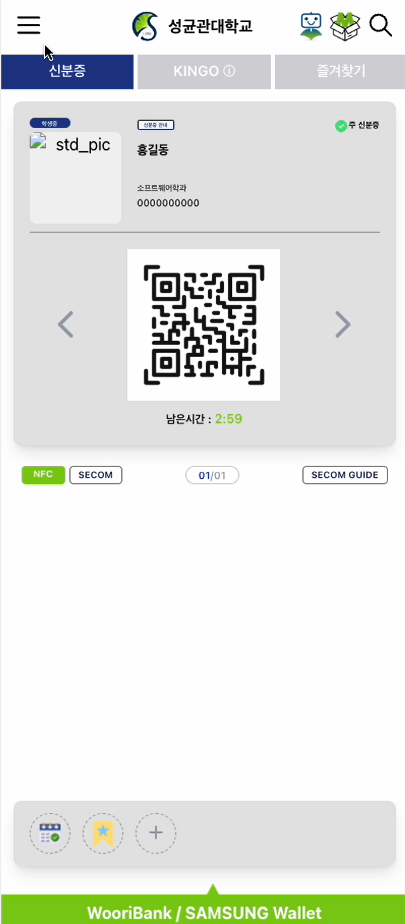 성균관대학교
신분증
KINGO ⓘ
즐겨찾기
학생증
신분증 안내
주 신분증
std_pic
홍길동
소프트웨어학과
0000000000
남은시간 : 2:59
NFC
SECOM
01/01
SECOM GUIDE
WooriBank / SAMSUNG Wallet